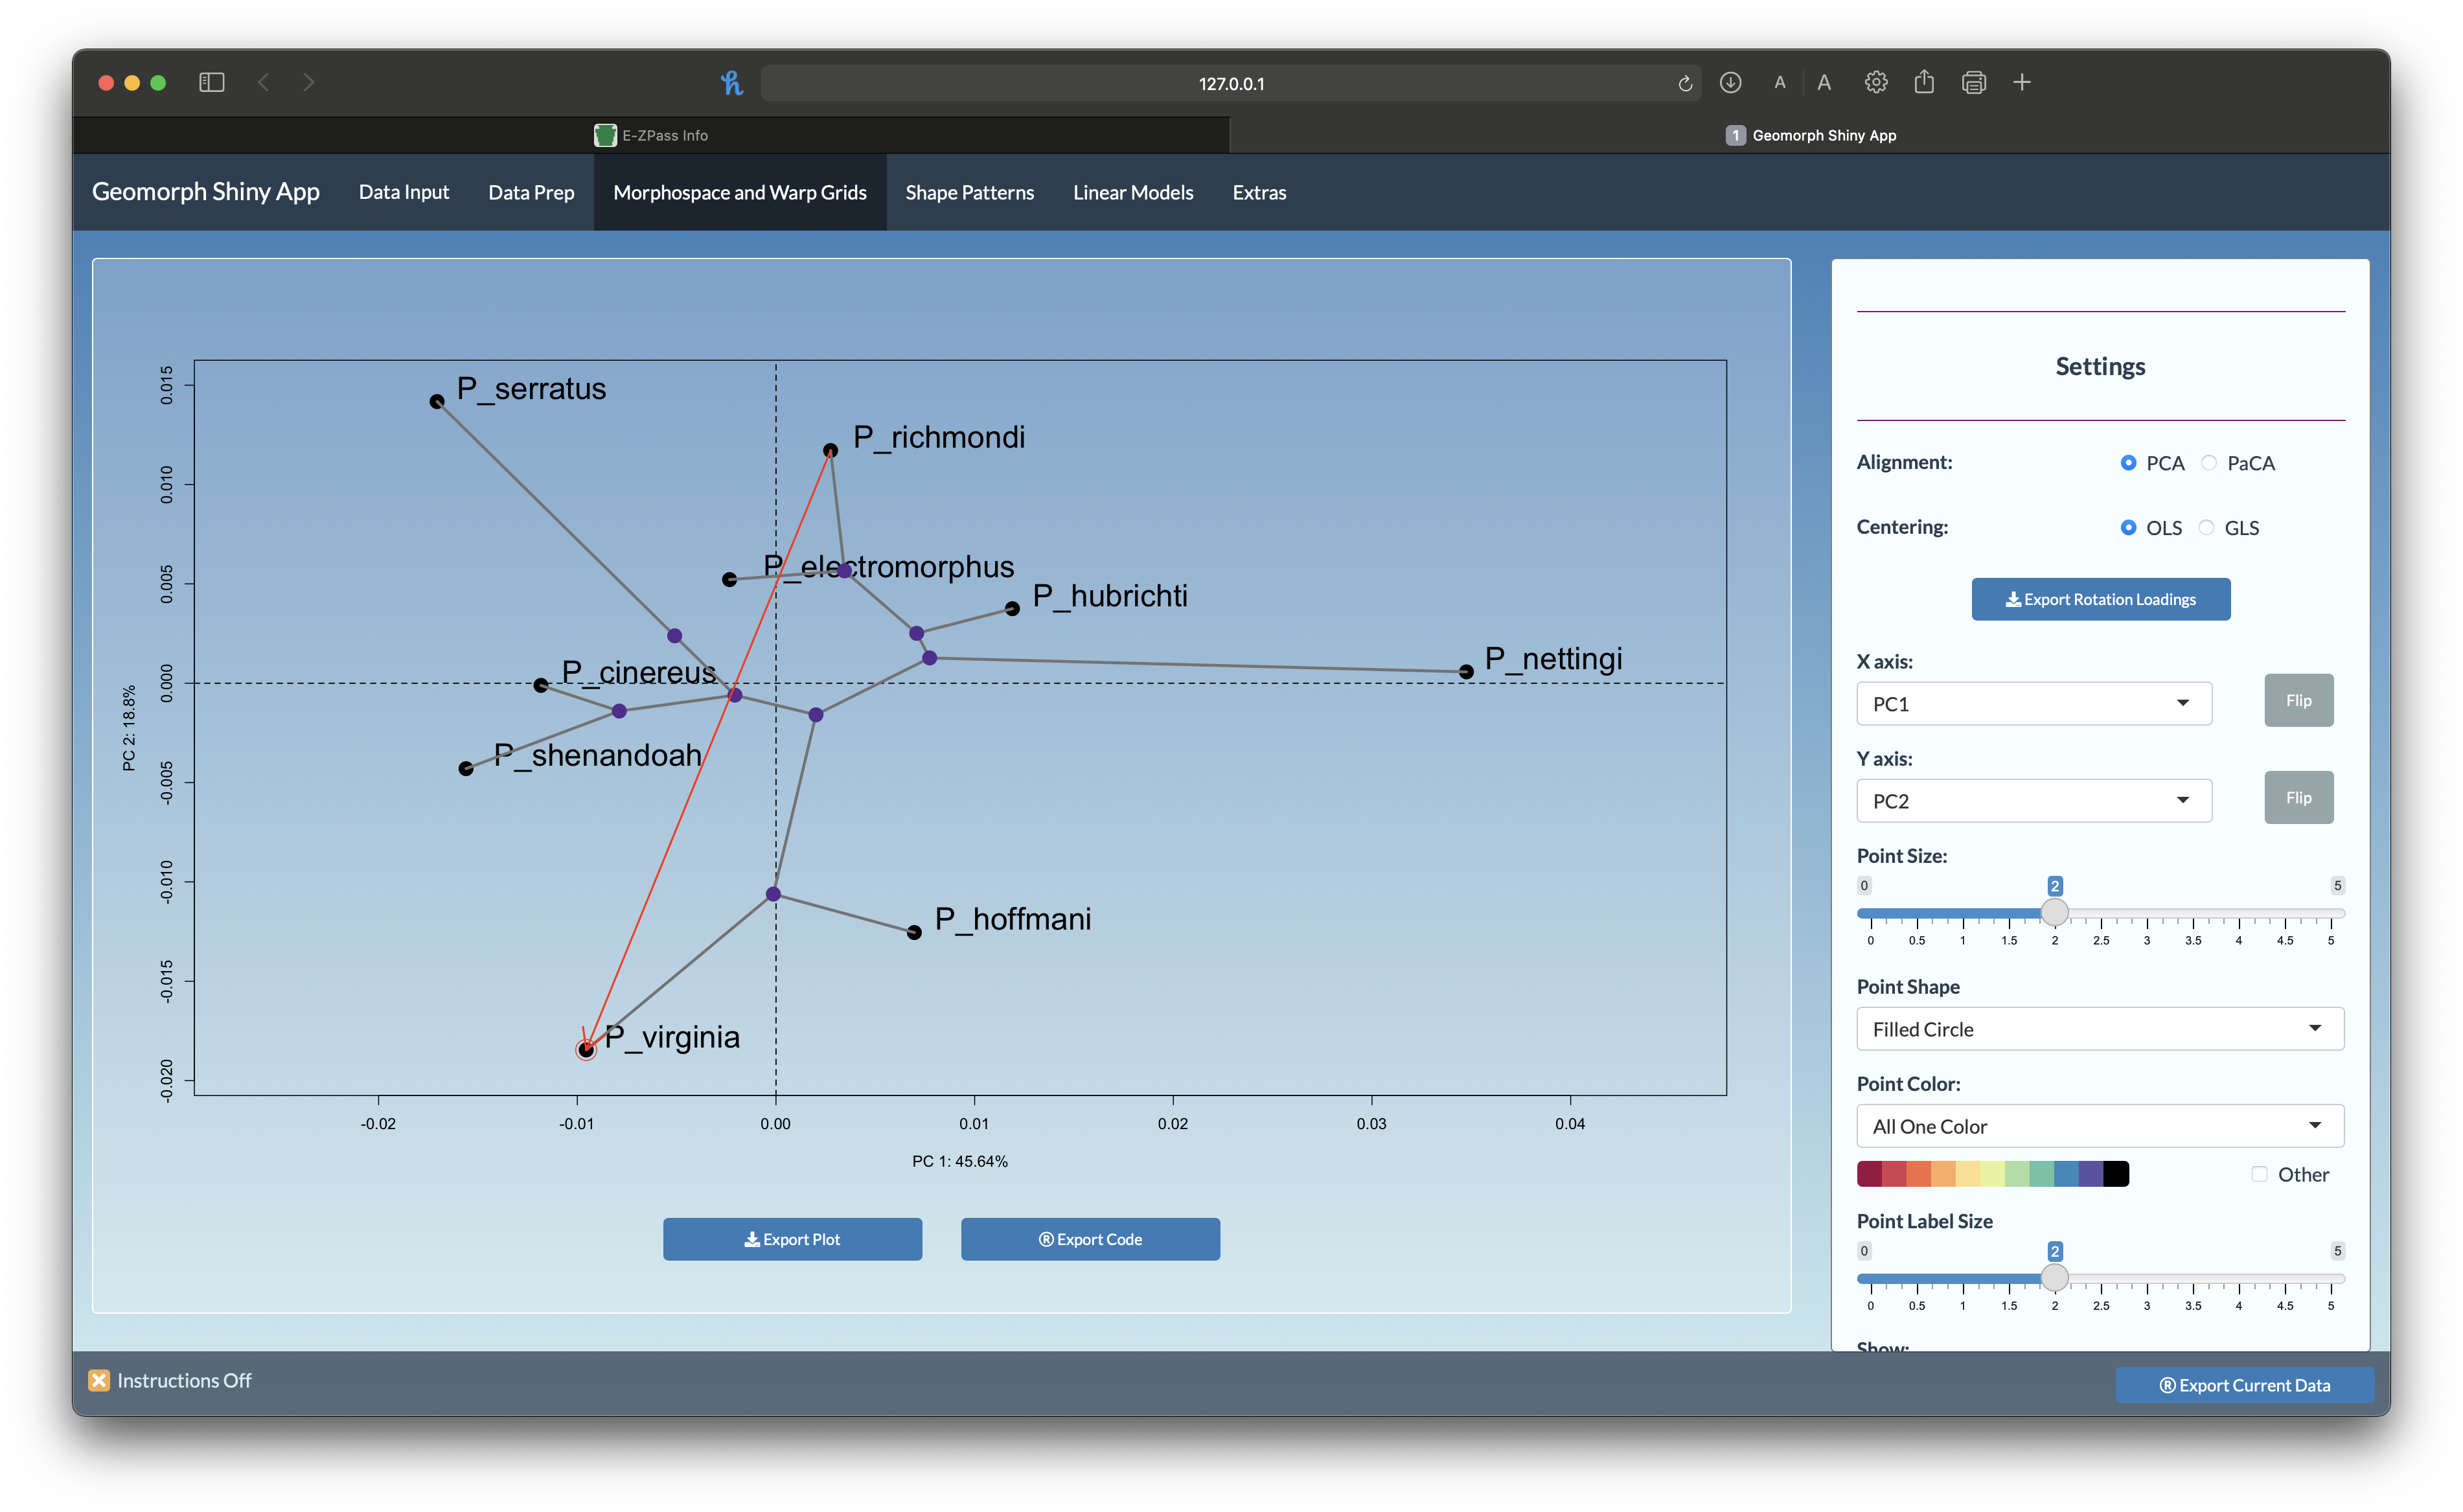 127.0.0.1
A A
E-ZPass Info
1 Geomorph Shiny App
Geomorph Shiny App Data Input Data Prep Morphospace and Warp Grids Shape Patterns Linear Models Extras
P_serratus
P_richmondi
P_electromorphus
P_hubrichti
P_nettingi
P_cinereus
P_shenandoah
P_hoffmani
P_virginia
0.015
0.010
0.005
0.000
-0.005
-0.010
-0.015
-0.020
PC 2: 18.8%
-0.02 -0.01 0.00 0.01 0.02 0.03 0.04
PC 1: 45.64%
Export Plot
® Export Code
Settings
Alignment: PCA PaCA
Centering: OLS GLS
Export Rotation Loadings
X axis:
PC1 Flip
Y axis:
PC2 Flip
Point Size:
0 2 5
0 0.5 1 1.5 2 2.5 3 3.5 4 4.5 5
Point Shape
Filled Circle
Point Color:
All One Color
Other
Point Label Size
0 2 5
0 0.5 1 1.5 2 2.5 3 3.5 4 4.5 5
Show:
Instructions Off
® Export Current Data